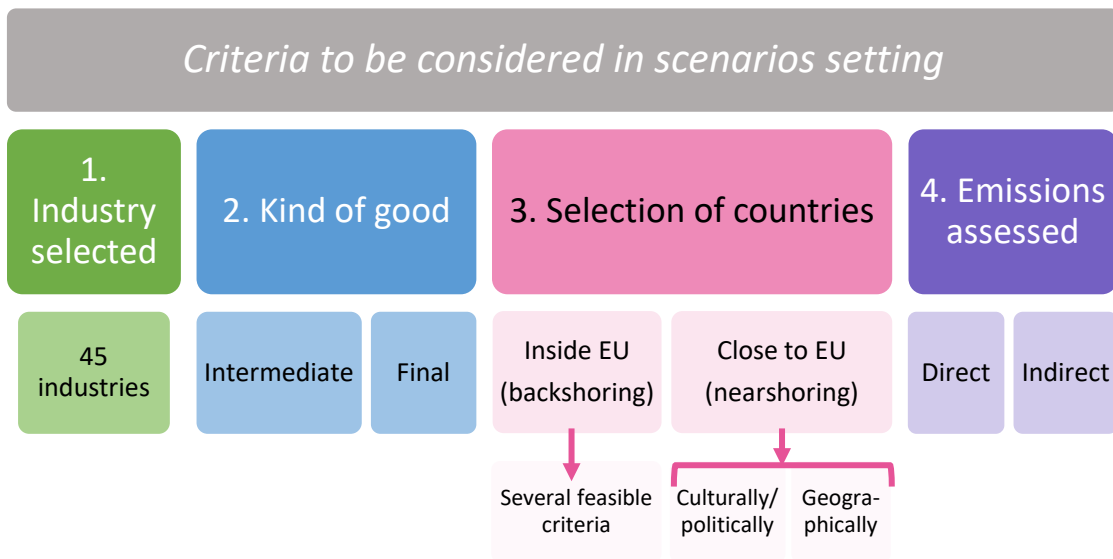 Criteria to be considered in scenarios setting
1.
Industry
selected
2. Kind of good
3. Selection of countries
4. Emissions
assessed
45
industries
Intermediate
Final
Inside EU
(backshoring)
Close to EU
(nearshoring)
Direct
Indirect
Several feasible
criteria
Culturally/
politically
Geogra-
phically